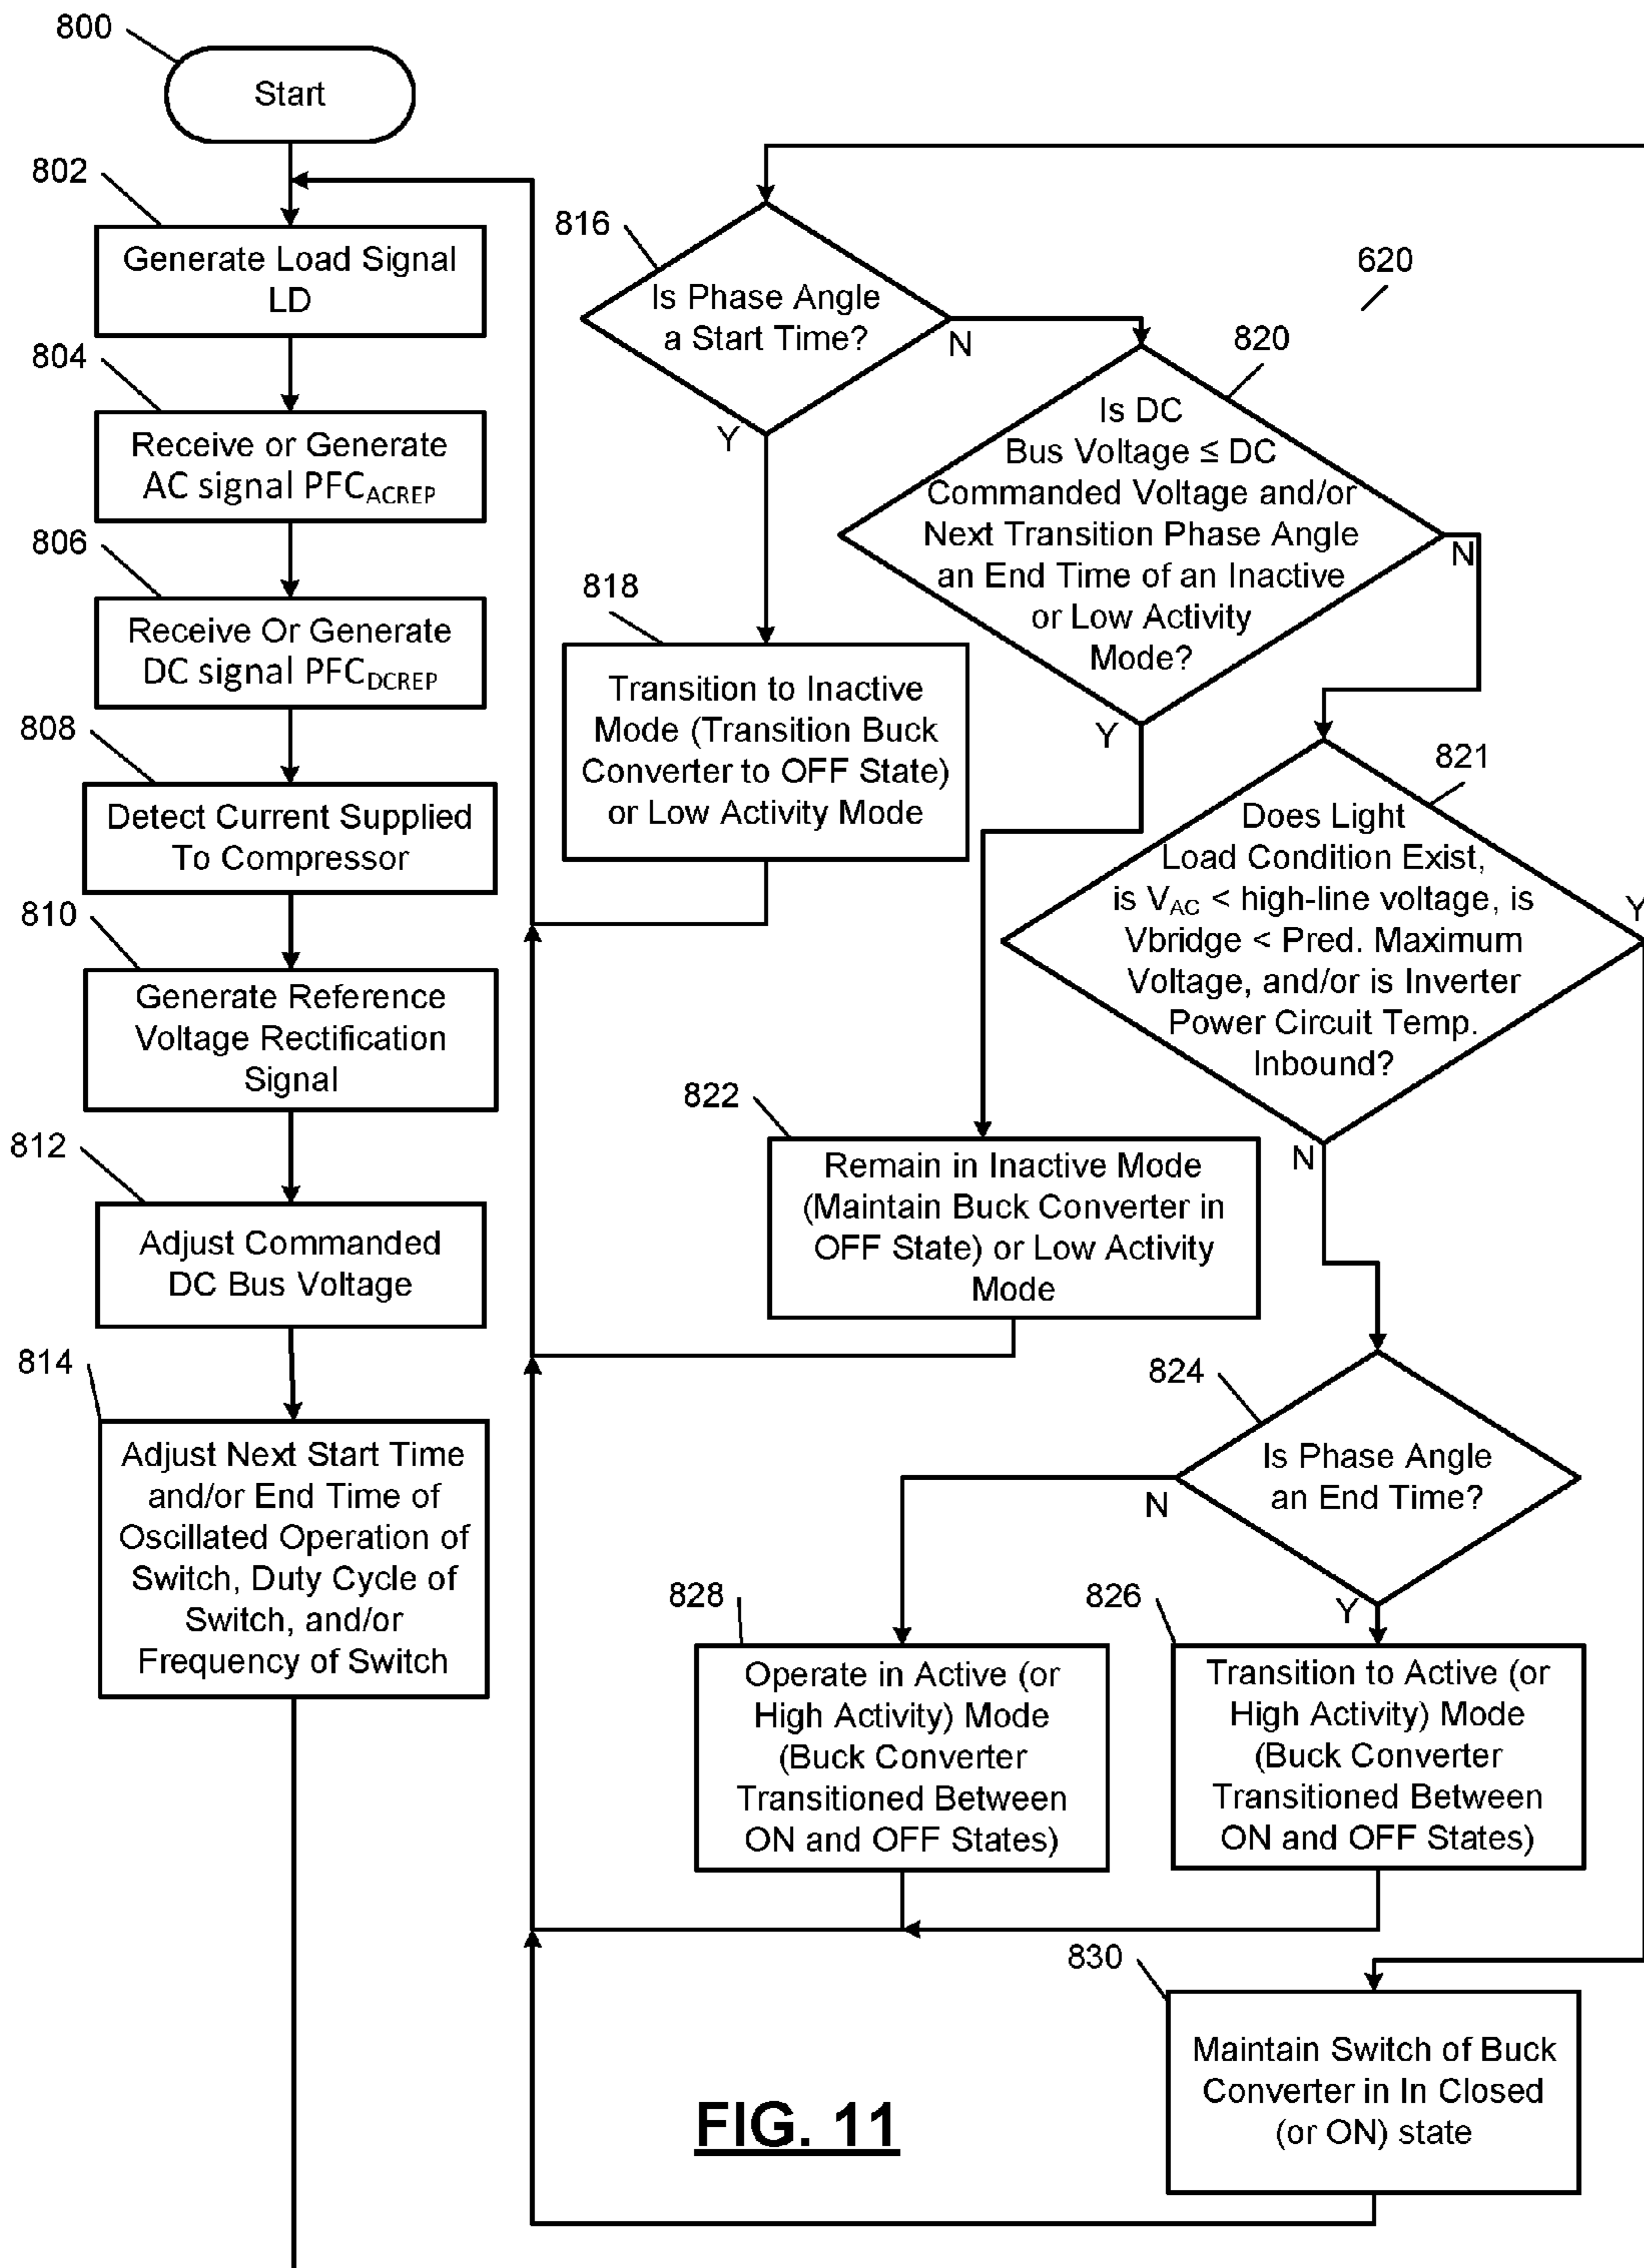 800
Start
802
Generate Load Signal
LD
804
Receive or Generate
AC signal PFC_ACREP
806
Receive Or Generate
DC signal PFC_DCREP
808
Detect Current Supplied
To Compressor
810
Generate Reference
Voltage Rectification
Signal
812
Adjust Commanded
DC Bus Voltage
814
Adjust Next Start Time
and/or End Time of
Oscillated Operation of
Switch, Duty Cycle of
Switch, and/or
Frequency of Switch
816
Is Phase Angle
a Start Time?
N
Y
620
818
Transition to Inactive
Mode (Transition Buck
Converter to OFF State)
or Low Activity Mode
820
Is DC
Bus Voltage ≤ DC
Commanded Voltage and/or
Next Transition Phase Angle
an End Time of an Inactive
or Low Activity
Mode?
N
Y
821
Does Light
Load Condition Exist,
is V_AC < high-line voltage, is
Vbridge < Pred. Maximum
Voltage, and/or is Inverter
Power Circuit Temp.
Inbound?
Y
N
822
Remain in Inactive Mode
(Maintain Buck Converter in
OFF State) or Low Activity
Mode
824
Is Phase Angle
an End Time?
N
Y
828
Operate in Active (or
High Activity) Mode
(Buck Converter
Transitioned Between
ON and OFF States)
826
Transition to Active (or
High Activity) Mode
(Buck Converter
Transitioned Between
ON and OFF States)
830
Maintain Switch of Buck
Converter in In Closed
(or ON) state
FIG. 11